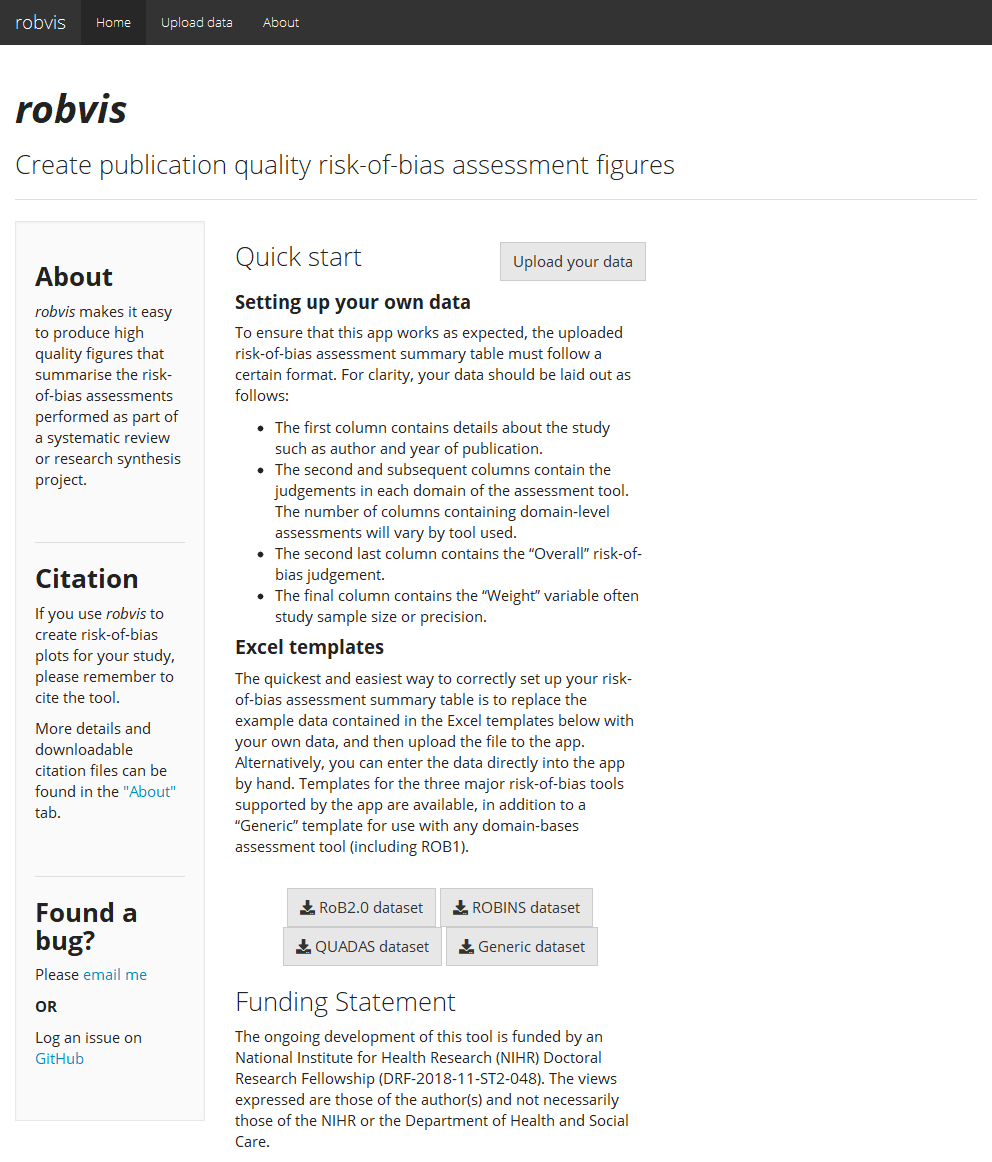 robvis Home Upload data About
robvis
Create publication quality risk-of-bias assessment figures
About
robvis makes it easy
to produce high
quality figures that
summarise the risk-
of-bias assessments
performed as part of
a systematic review
or research synthesis
project.
Citation
If you use robvis to
create risk-of-bias
plots for your study,
please remember to
cite the tool.
More details and
downloadable
citation files can be
found in the "About"
tab.
Found a
bug?
Please email me
OR
Log an issue on
GitHub
Quick start
Upload your data
Setting up your own data
To ensure that this app works as expected, the uploaded
risk-of-bias assessment summary table must follow a
certain format. For clarity, your data should be laid out as
follows:
• The first column contains details about the study
such as author and year of publication.
• The second and subsequent columns contain the
judgements in each domain of the assessment tool.
The number of columns containing domain-level
assessments will vary by tool used.
• The second last column contains the “Overall” risk-of-
bias judgement.
• The final column contains the “Weight” variable often
study sample size or precision.
Excel templates
The quickest and easiest way to correctly set up your risk-
of-bias assessment summary table is to replace the
example data contained in the Excel templates below with
your own data, and then upload the file to the app.
Alternatively, you can enter the data directly into the app
by hand. Templates for the three major risk-of-bias tools
supported by the app are available, in addition to a
“Generic” template for use with any domain-bases
assessment tool (including ROB1).
RoB2.0 dataset ROBINS dataset
QUADAS dataset Generic dataset
Funding Statement
The ongoing development of this tool is funded by an
National Institute for Health Research (NIHR) Doctoral
Research Fellowship (DRF-2018-11-ST2-048). The views
expressed are those of the author(s) and not necessarily
those of the NIHR or the Department of Health and Social
Care.